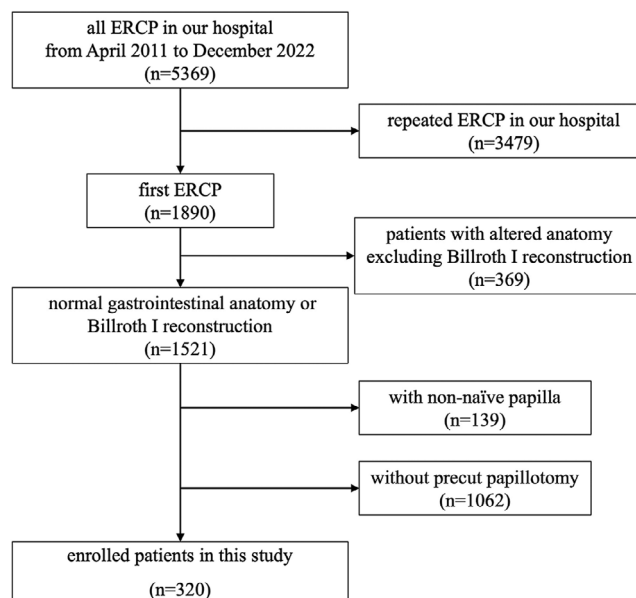 all ERCP in our hospital
from April 2011 to December 2022
(n=5369)
repeated ERCP in our hospital
(n=3479)
first ERCP
(n=1890)
patients with altered anatomy
excluding Billroth I reconstruction
(n=369)
normal gastrointestinal anatomy or
Billroth I reconstruction
(n=1521)
with non-naïve papilla
(n=139)
without precut papillotomy
(n=1062)
enrolled patients in this study
(n=320)